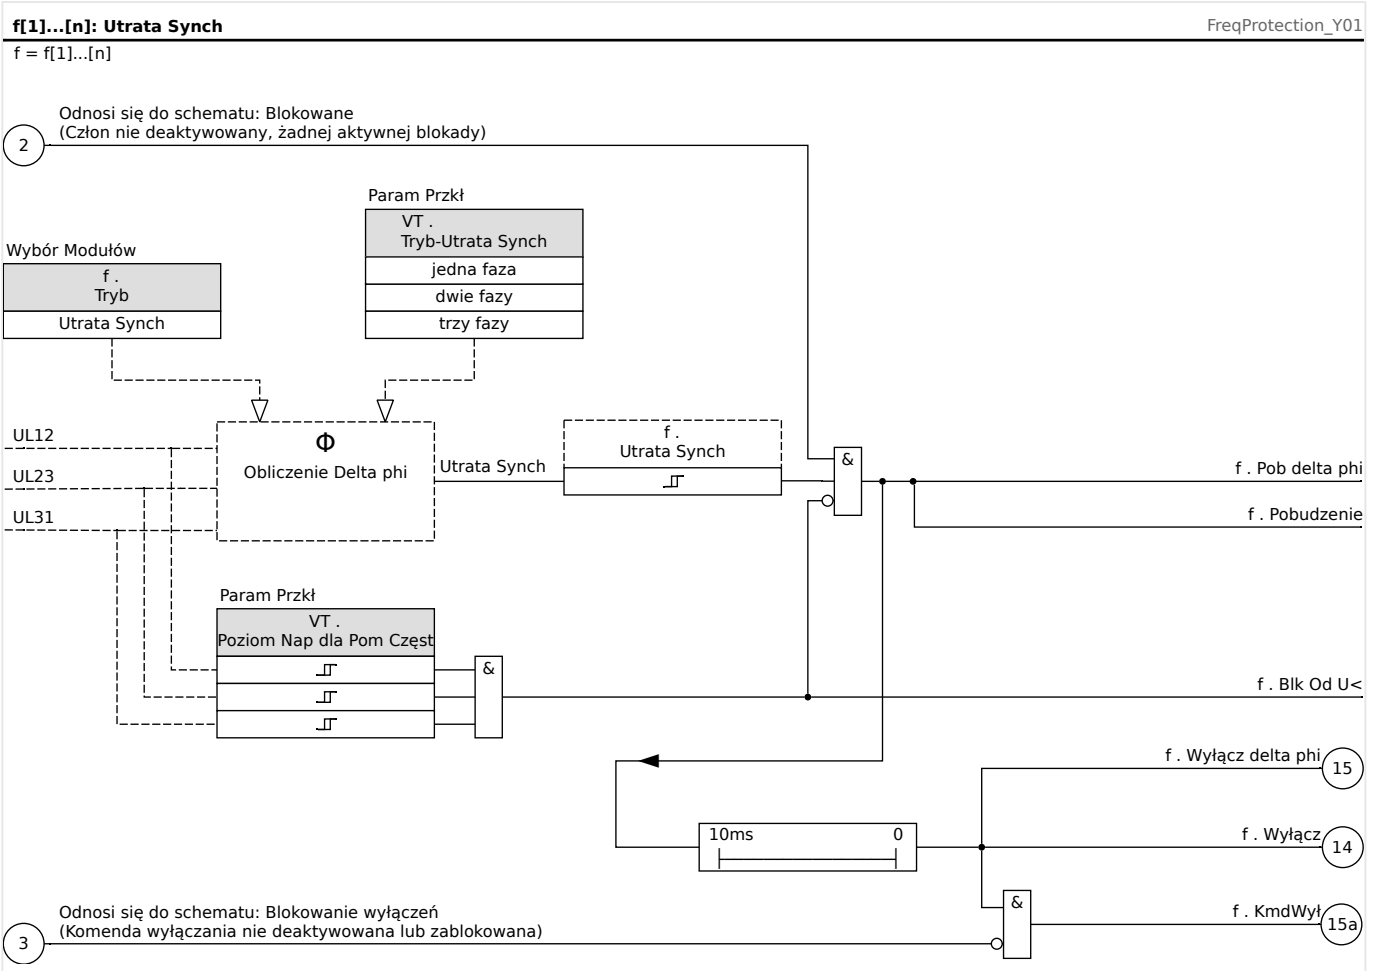 f[1]...[n]: Utrata Synch
FreqProtection_Y01
f = f[1]...[n]
Odnosi się do schematu: Blokowane
(Człon nie deaktywowany, żadnej aktywnej blokady)
2
Param Przkł
VT .
Tryb-Utrata Synch
jedna faza
dwie fazy
trzy fazy
Wybór Modułów
f .
Tryb
Utrata Synch
UL12
UL23
UL31
Φ
Obliczenie Delta phi
Utrata Synch
f .
Utrata Synch
&
f . Pob delta phi
f . Pobudzenie
Param Przkł
VT .
Poziom Nap dla Pom Częst
&
f . Blk Od U<
f . Wyłącz delta phi
15
10ms 0
f . Wyłącz
14
&
f . KmdWył
15a
Odnosi się do schematu: Blokowanie wyłączeń
(Komenda wyłączania nie deaktywowana lub zablokowana)
3